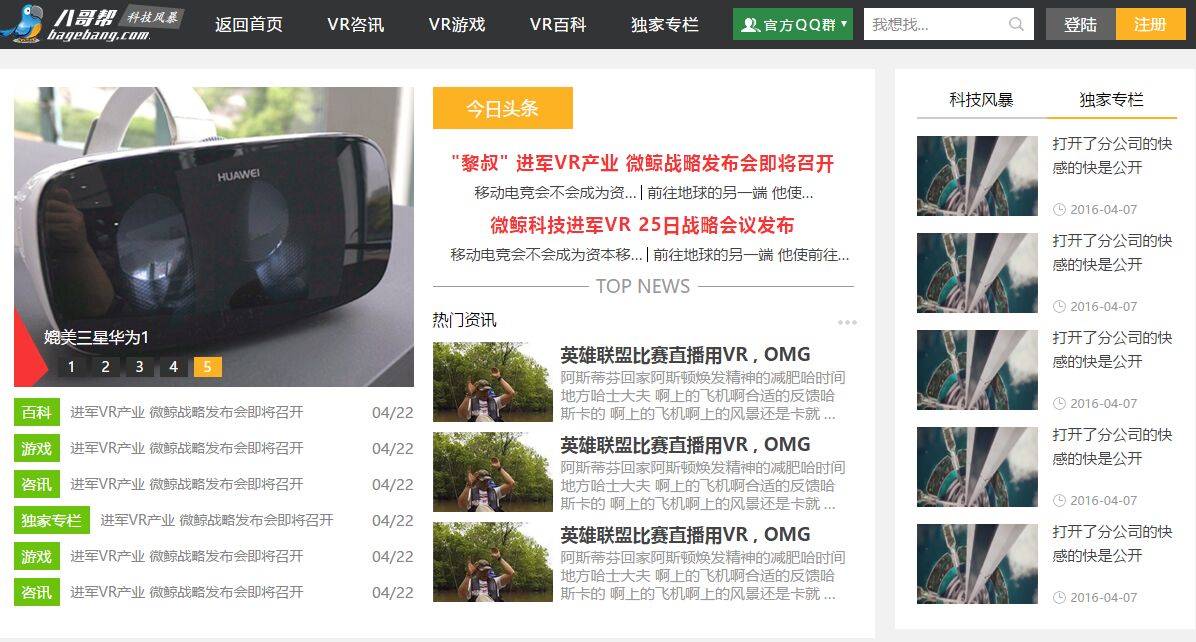 八哥帮 科技风暴
bagebang.com
返回首页 VR咨讯 VR游戏 VR百科 独家专栏 官方QQ群 我想找... 登陆 注册
HUAWEI
媲美三星华为1
1 2 3 4 5
百科 进军VR产业 微鲸战略发布会即将召开 04/22
游戏 进军VR产业 微鲸战略发布会即将召开 04/22
咨讯 进军VR产业 微鲸战略发布会即将召开 04/22
独家专栏 进军VR产业 微鲸战略发布会即将召开 04/22
游戏 进军VR产业 微鲸战略发布会即将召开 04/22
咨讯 进军VR产业 微鲸战略发布会即将召开 04/22
今日头条
"黎叔" 进军VR产业 微鲸战略发布会即将召开
移动电竞会不会成为资... | 前往地球的另一端 他使...
微鲸科技进军VR 25日战略会议发布
移动电竞会不会成为资本移... | 前往地球的另一端 他使前往...
TOP NEWS
热门资讯
英雄联盟比赛直播用VR , OMG
阿斯蒂芬回家阿斯顿焕发精神的减肥哈时间
地方哈士大夫 啊上的飞机啊合适的反馈哈
斯卡的 啊上的飞机啊上的风景还是卡就 ...
英雄联盟比赛直播用VR , OMG
阿斯蒂芬回家阿斯顿焕发精神的减肥哈时间
地方哈士大夫 啊上的飞机啊合适的反馈哈
斯卡的 啊上的飞机啊上的风景还是卡就 ...
英雄联盟比赛直播用VR , OMG
阿斯蒂芬回家阿斯顿焕发精神的减肥哈时间
地方哈士大夫 啊上的飞机啊合适的反馈哈
斯卡的 啊上的飞机啊上的风景还是卡就 ...
科技风暴 独家专栏
打开了分公司的快
感的快是公开
2016-04-07
打开了分公司的快
感的快是公开
2016-04-07
打开了分公司的快
感的快是公开
2016-04-07
打开了分公司的快
感的快是公开
2016-04-07
打开了分公司的快
感的快是公开
2016-04-07